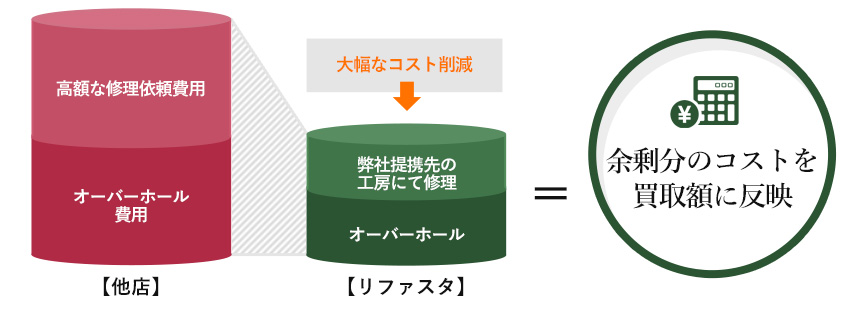 高額な修理依頼費用
オーバーホール
費用
【他店】
大幅なコスト削減
弊社提携先の
工房にて修理
オーバーホール
【リファスタ】
＝
¥
余剰分のコストを
買取額に反映